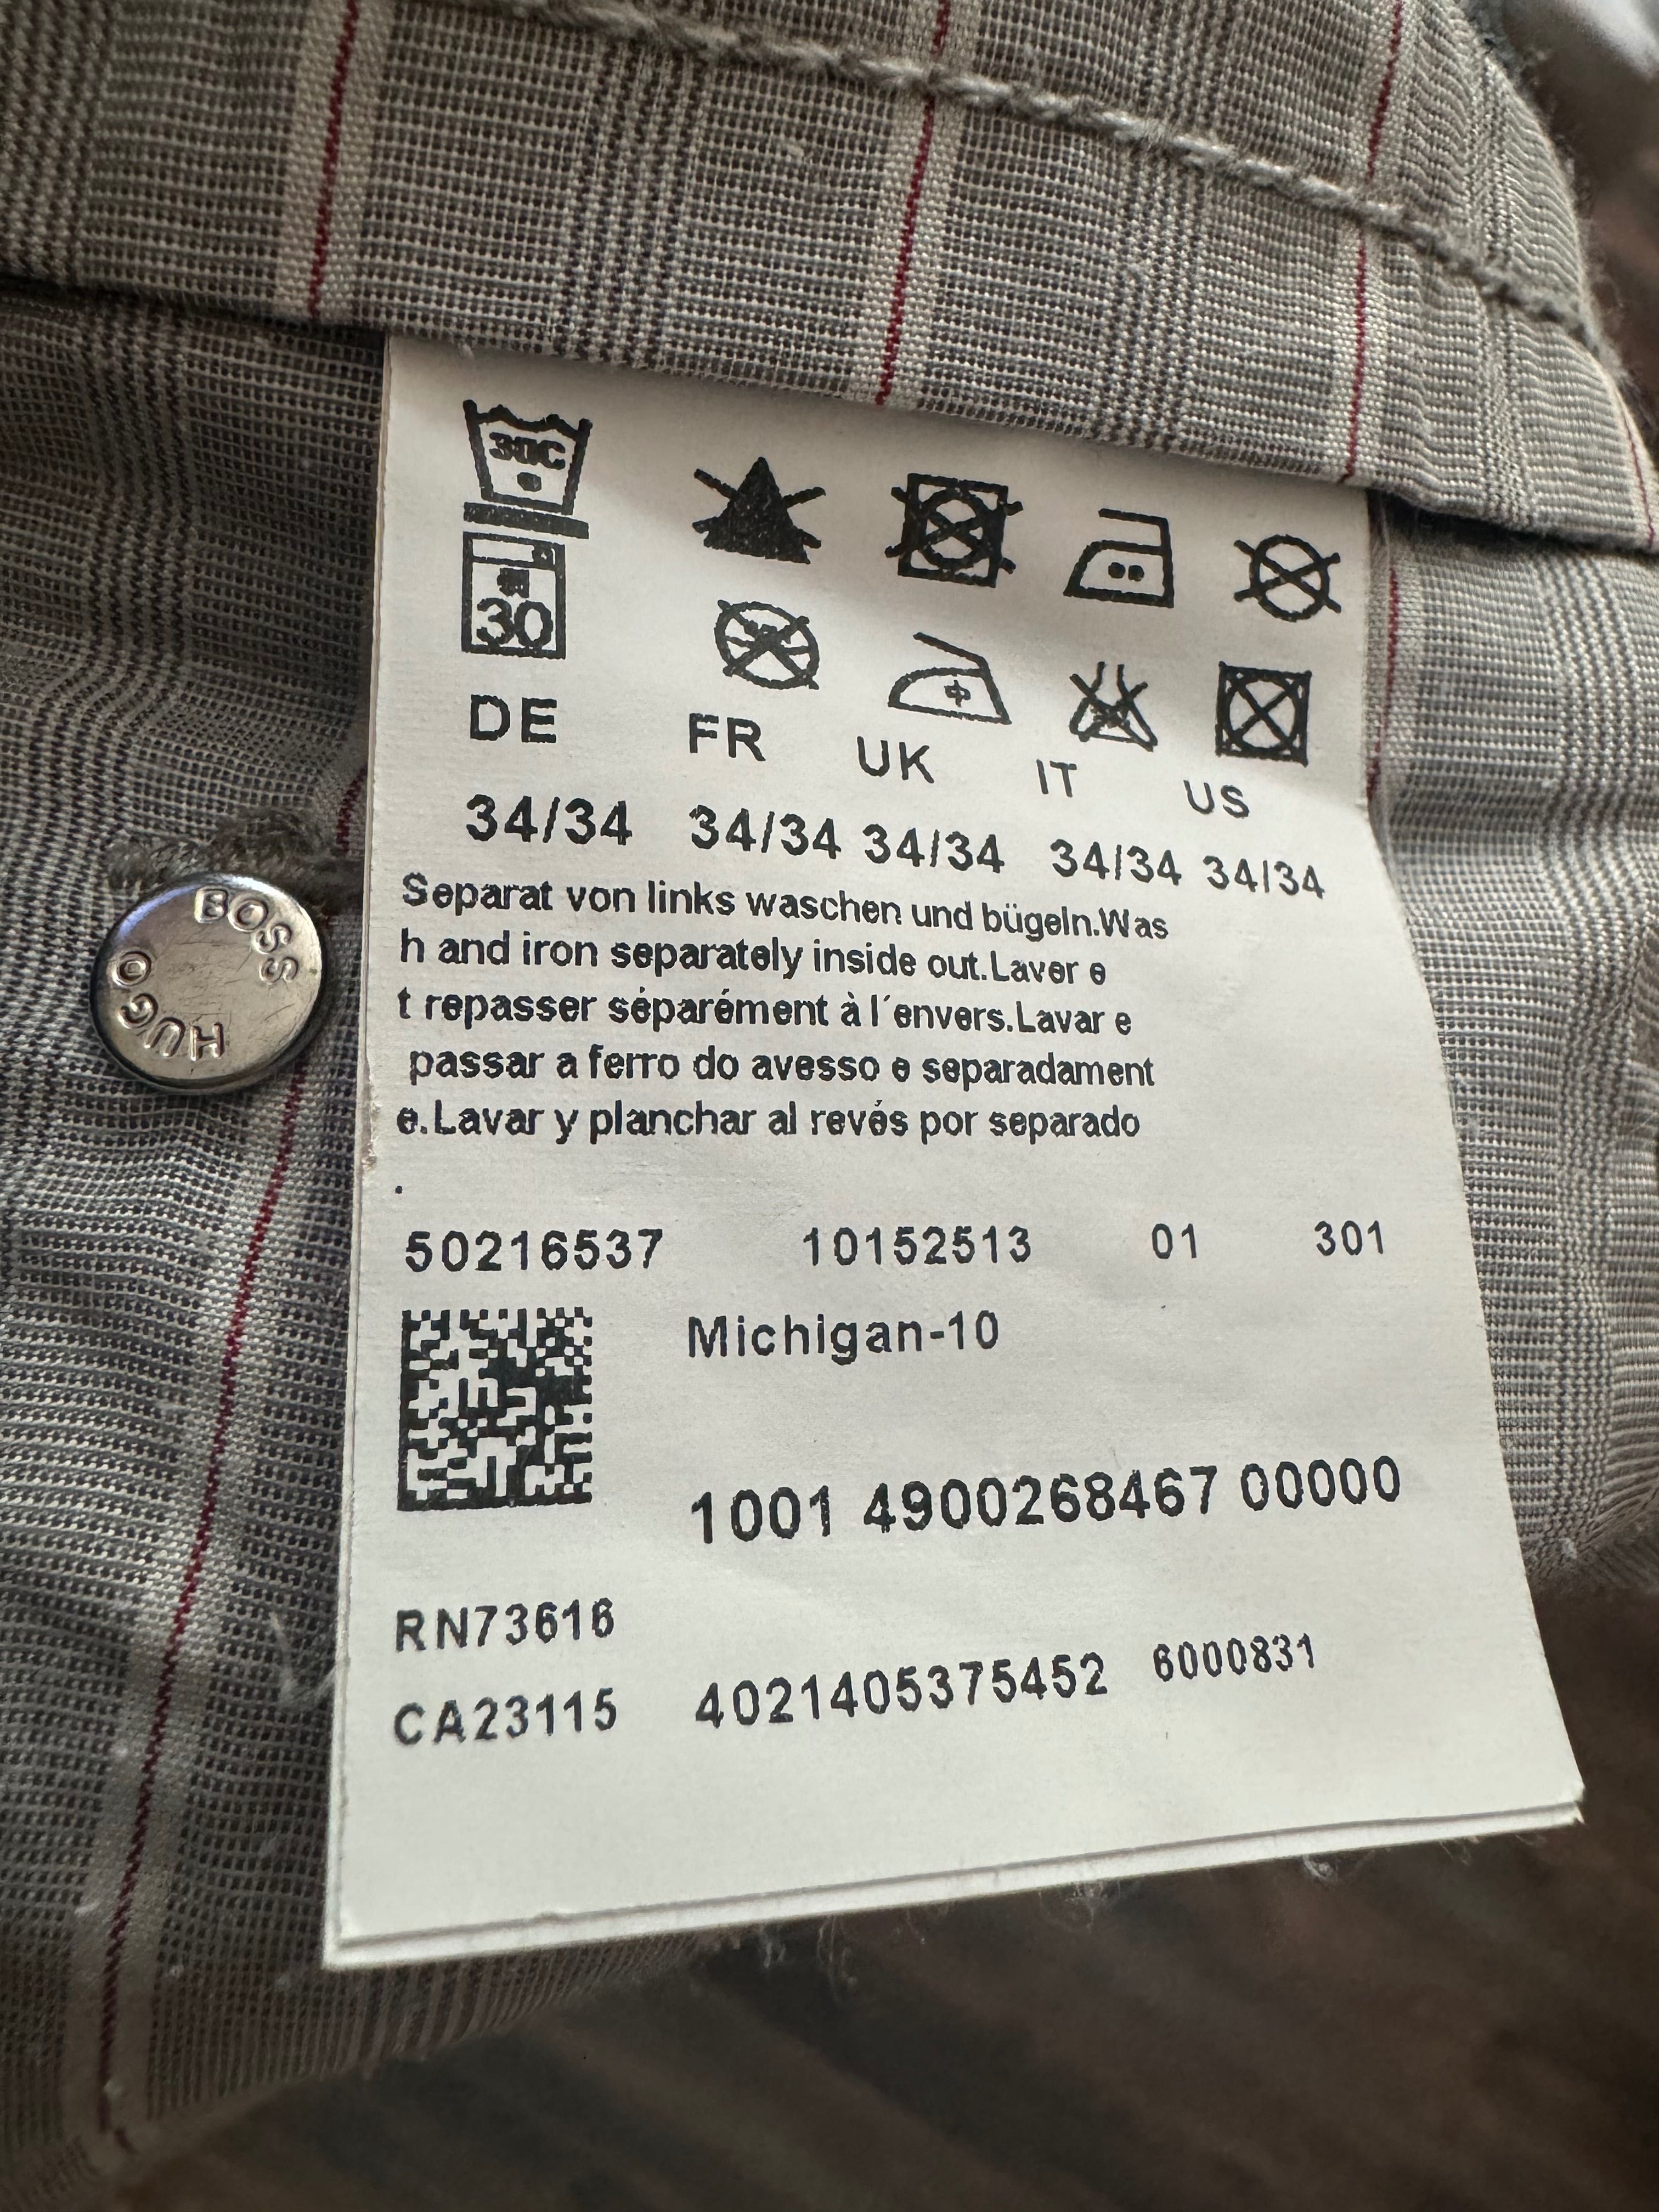 30C
30
DE FR UK IT US
34/34 34/34 34/34 34/34 34/34
Separat von links waschen und bügeln.Was
h and iron separately inside out.Laver e
t repasser séparément à l´envers.Lavar e
passar a ferro do avesso e separadament
e.Lavar y planchar al revés por separado
.
50216537 10152513 01 301
Michigan-10
1001 4900268467 00000
RN73616
CA23115 4021405375452 6000831
BOSS
HUGO